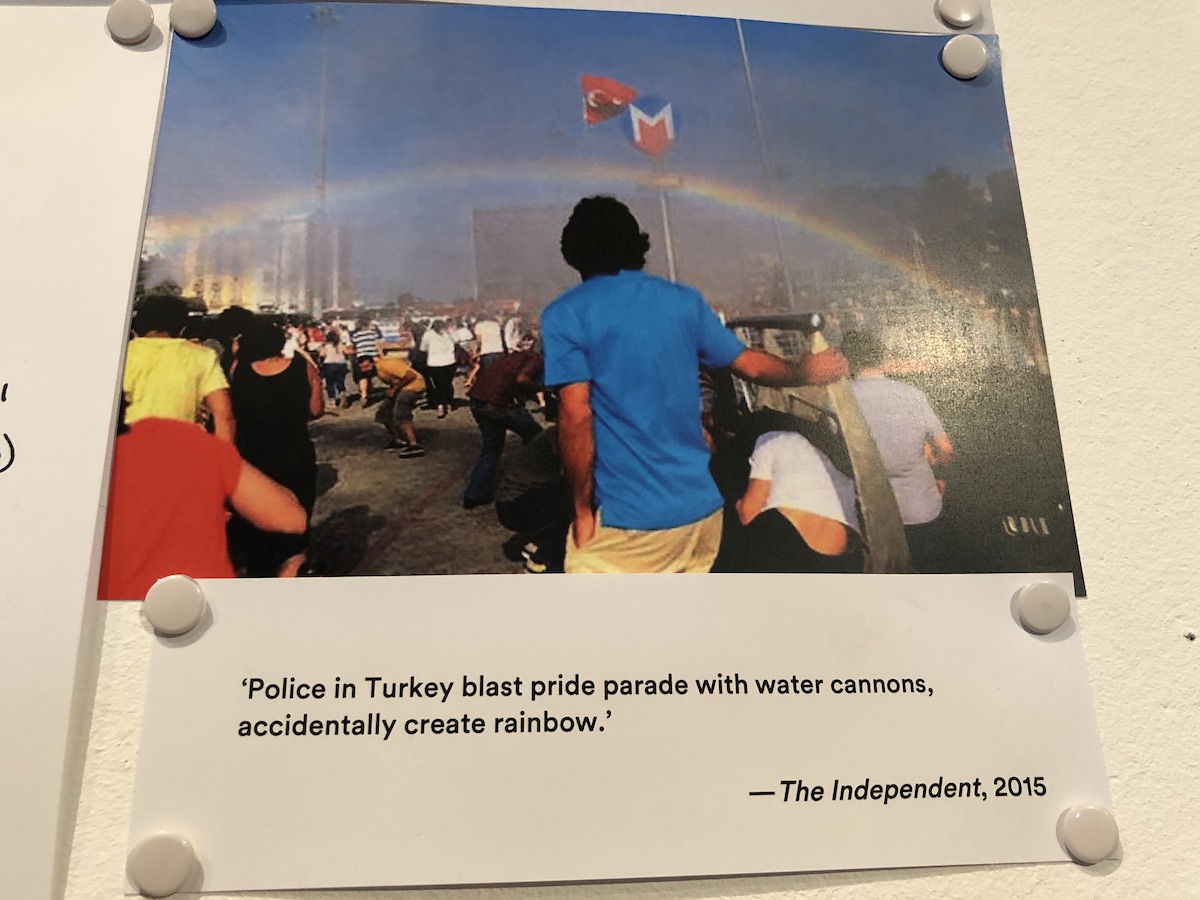 M
‘Police in Turkey blast pride parade with water cannons,
accidentally create rainbow.’
— The Independent, 2015